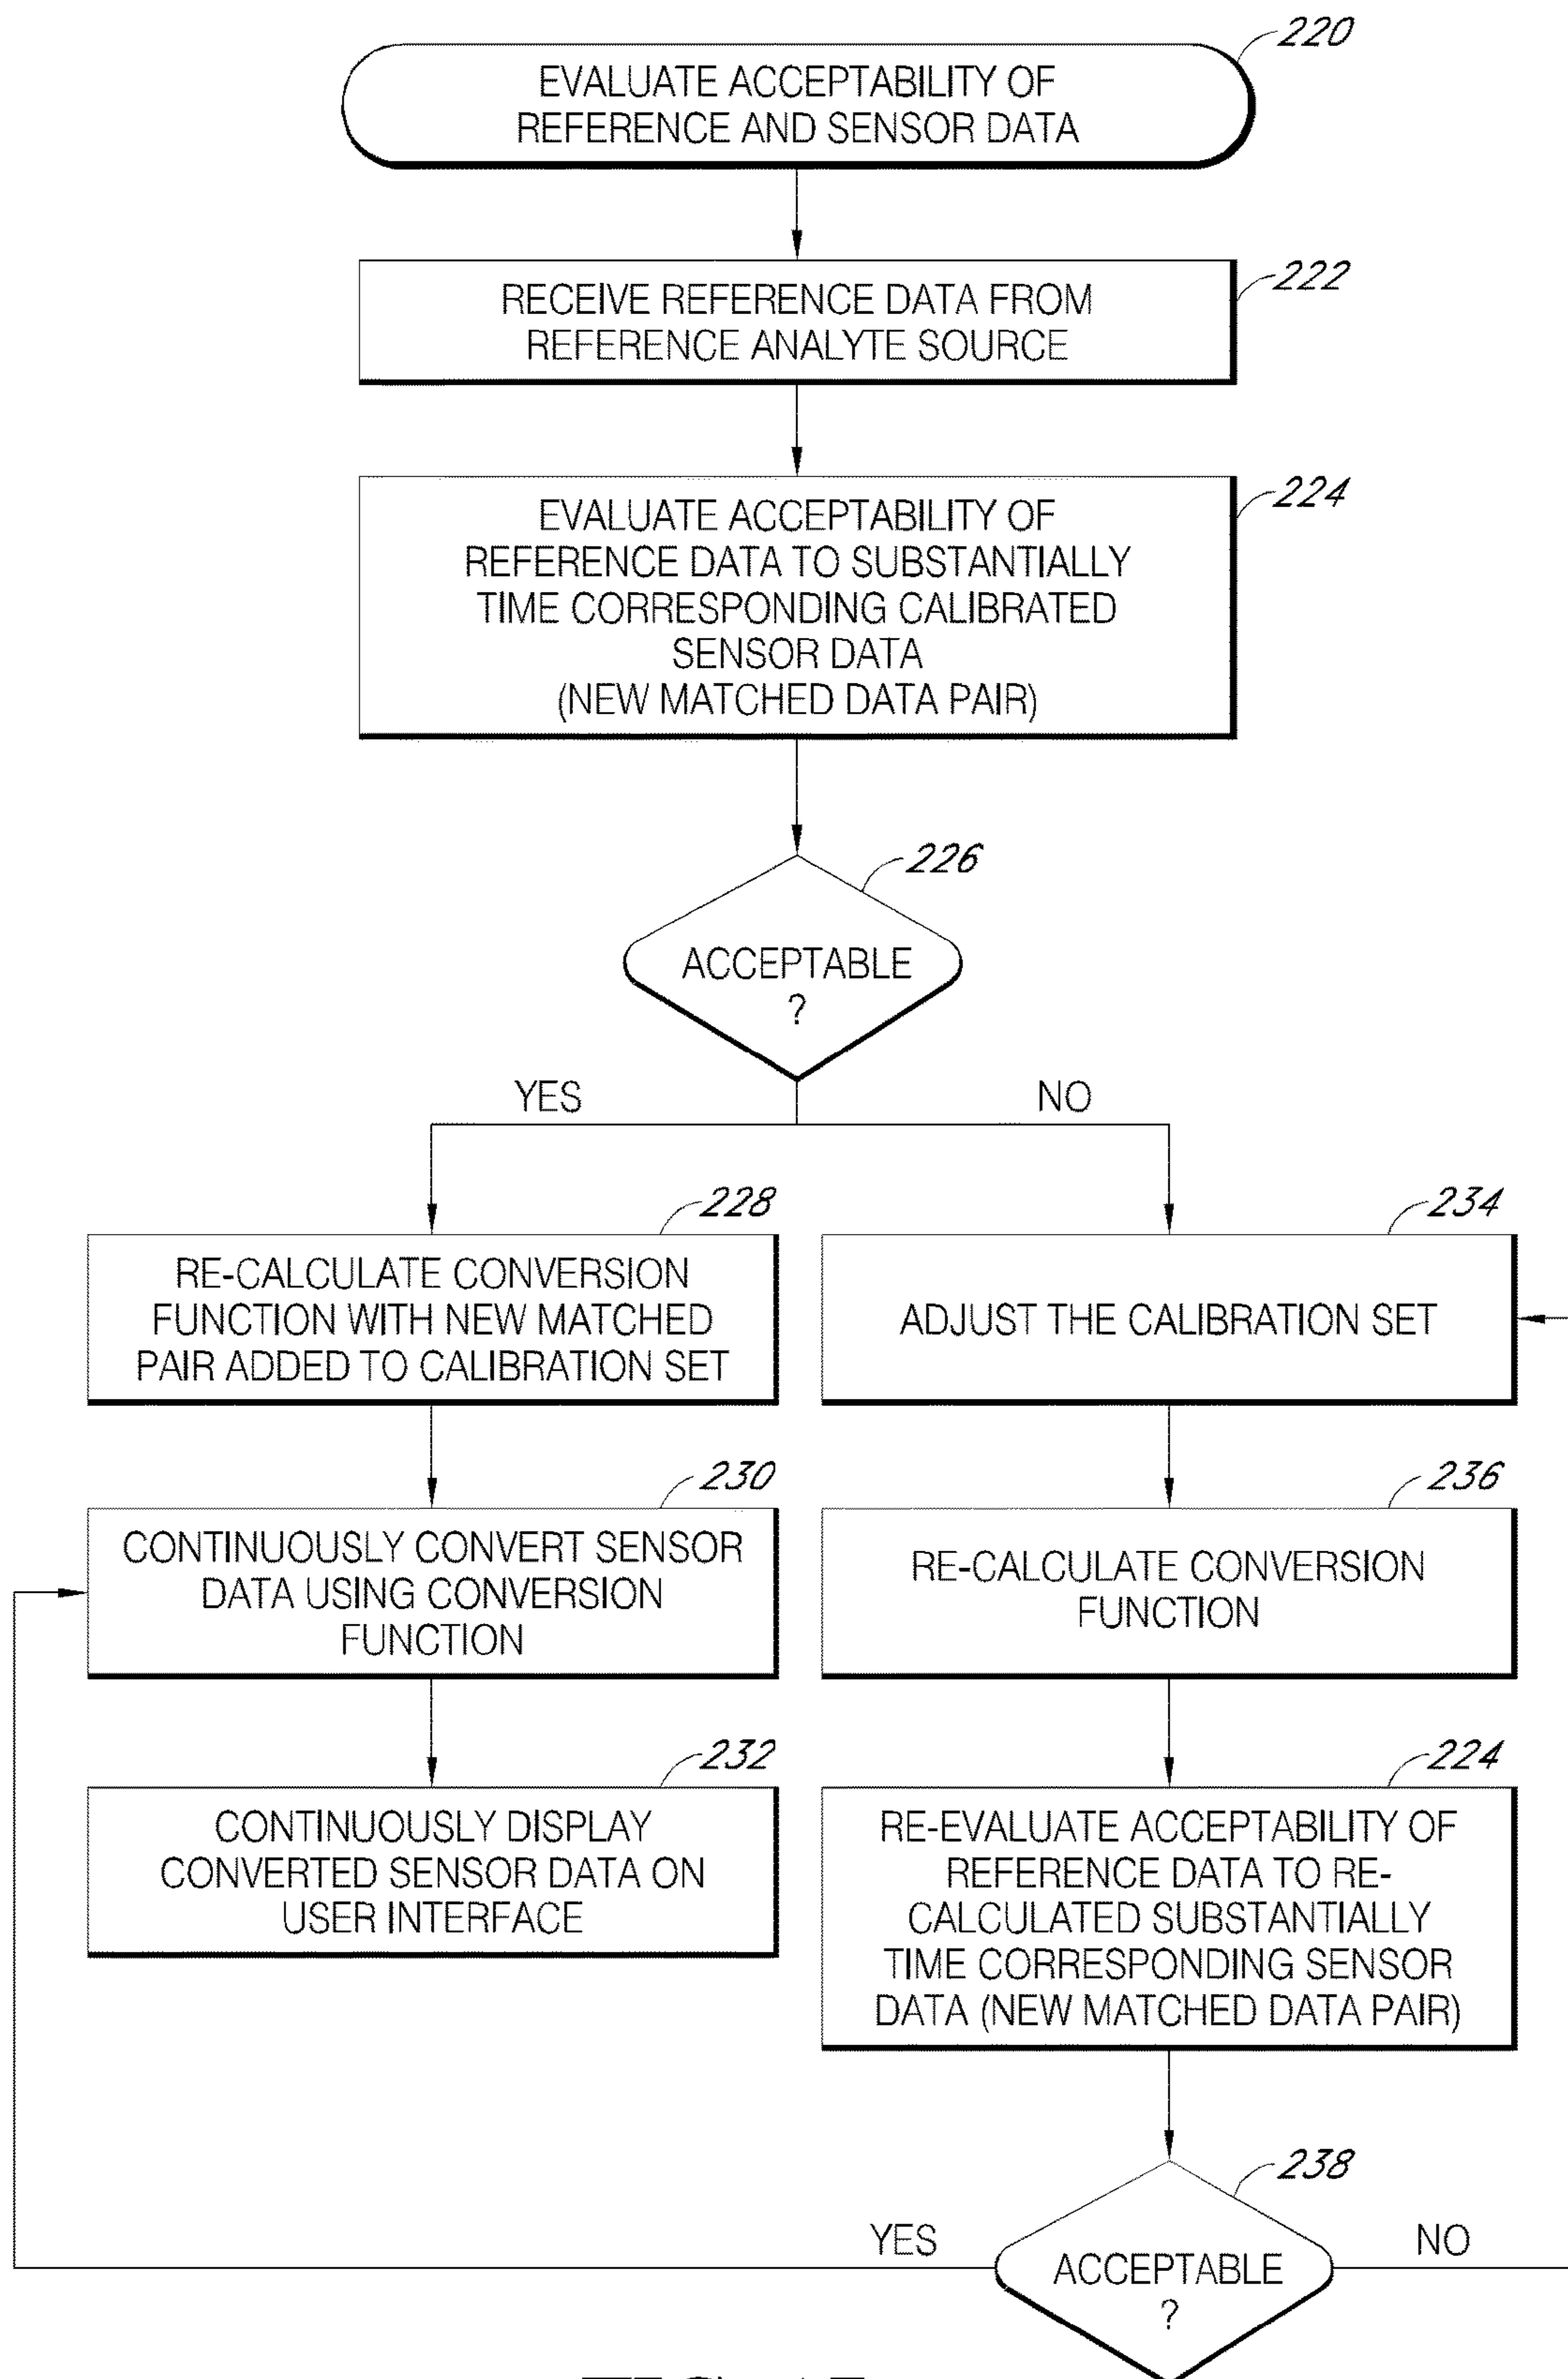 220
EVALUATE ACCEPTABILITY OF
REFERENCE AND SENSOR DATA
222
RECEIVE REFERENCE DATA FROM
REFERENCE ANALYTE SOURCE
224
EVALUATE ACCEPTABILITY OF
REFERENCE DATA TO SUBSTANTIALLY
TIME CORRESPONDING CALIBRATED
SENSOR DATA
(NEW MATCHED DATA PAIR)
226
ACCEPTABLE
?
YES
NO
228
RE-CALCULATE CONVERSION
FUNCTION WITH NEW MATCHED
PAIR ADDED TO CALIBRATION SET
230
CONTINUOUSLY CONVERT SENSOR
DATA USING CONVERSION
FUNCTION
232
CONTINUOUSLY DISPLAY
CONVERTED SENSOR DATA ON
USER INTERFACE
234
ADJUST THE CALIBRATION SET
236
RE-CALCULATE CONVERSION
FUNCTION
224
RE-EVALUATE ACCEPTABILITY OF
REFERENCE DATA TO RE-
CALCULATED SUBSTANTIALLY
TIME CORRESPONDING SENSOR
DATA (NEW MATCHED DATA PAIR)
238
YES
ACCEPTABLE
?
NO